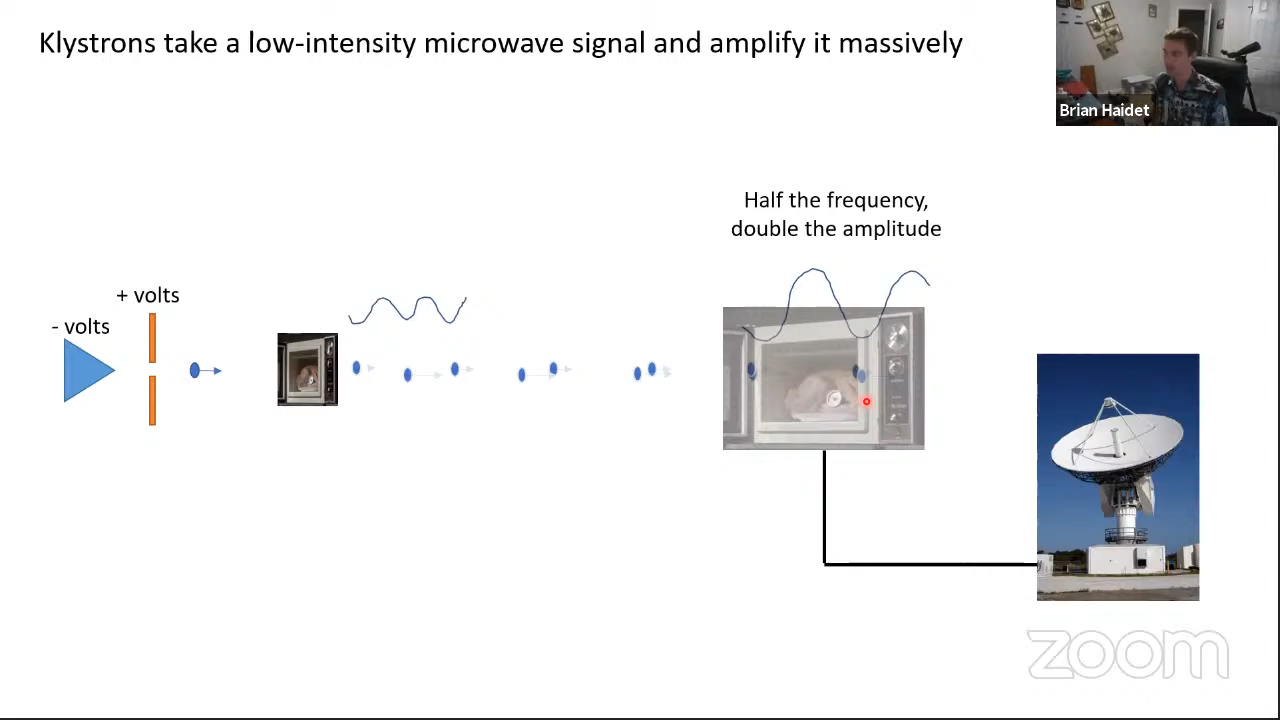 Klystrons take a low-intensity microwave signal and amplify it massively
Brian Haidet
Half the frequency,
double the amplitude
+ volts
- volts
zoom